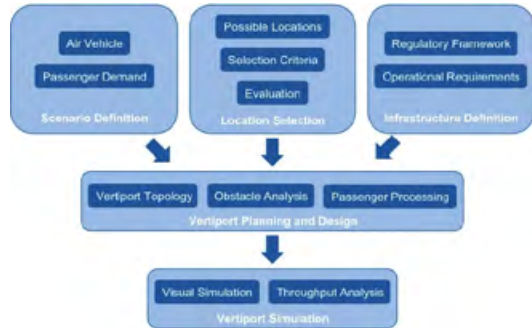 Air Vehicle
Passenger Demand
Scenario Definition
Possible Locations
Selection Criteria
Evaluation
Location Selection
Regulatory Framework
Operational Requirements
Infrastructure Definition
Vertiport Topology
Obstacle Analysis
Passenger Processing
Vertiport Planning and Design
Visual Simulation
Throughput Analysis
Vertiport Simulation